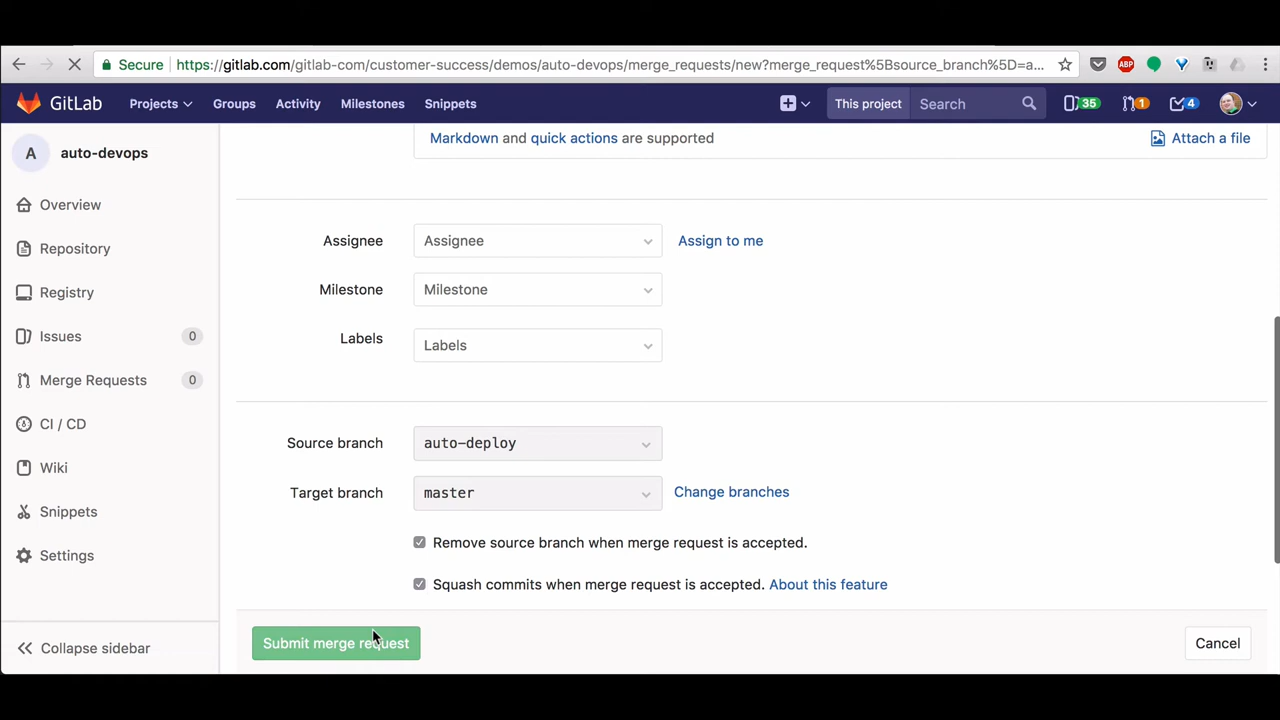 Secure https://gitlab.com/gitlab-com/customer-success/demos/auto-devops/merge_requests/new?merge_request%5Bsource_branch%5D=a...
ABP
GitLab Projects Groups Activity Milestones Snippets This project Search 35 1 4
A auto-devops
Markdown and quick actions are supported Attach a file
Overview
Repository
Registry
Issues 0
Merge Requests 0
CI / CD
Wiki
Snippets
Settings
Collapse sidebar
Assignee Assignee Assign to me
Milestone Milestone
Labels Labels
Source branch auto-deploy
Target branch master Change branches
Remove source branch when merge request is accepted.
Squash commits when merge request is accepted. About this feature
Submit merge request Cancel